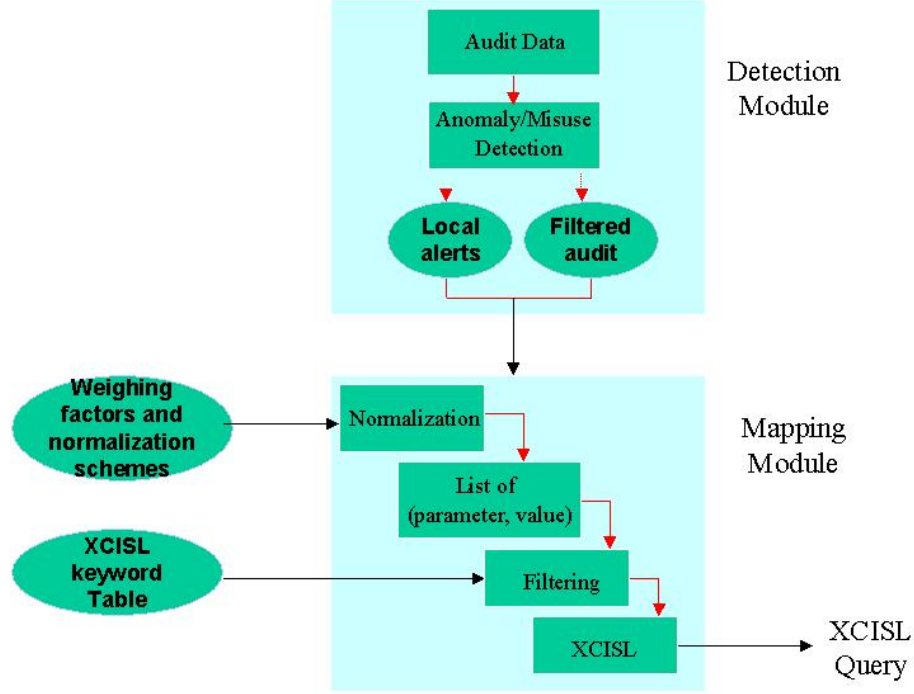 Audit Data
Detection
Module
Anomaly/Misuse
Detection
Local
alerts
Filtered
audit
Weighing
factors and
normalization
schemes
Normalization
Mapping
Module
List of
(parameter, value)
XCISL
keyword
Table
Filtering
XCISL
XCISL
Query